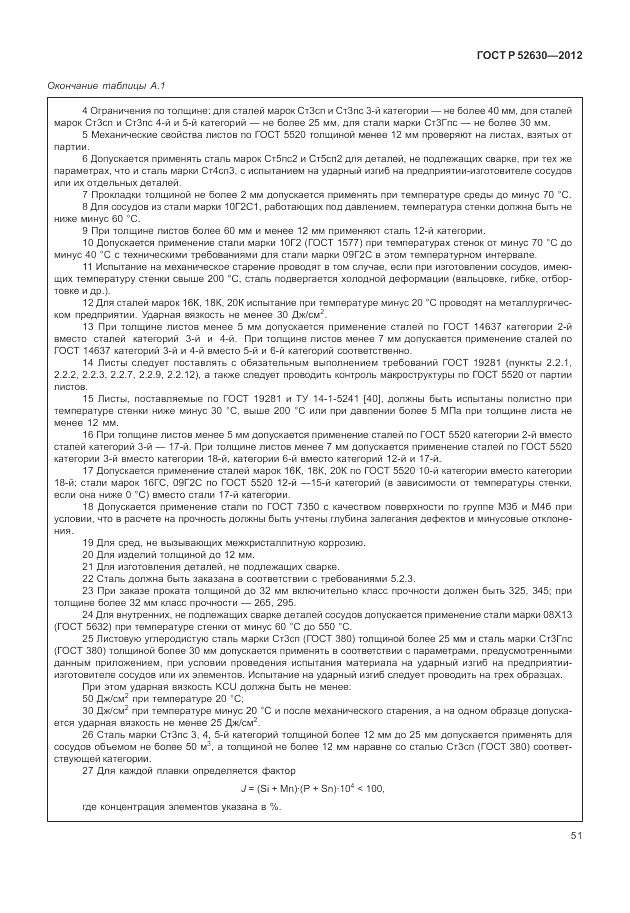 ГОСТ Р 52630—2012
Окончание таблицы А.1
4 Ограничения по толщине: для сталей марок Ст3сп и Ст3пс 3-й категории — не более 40 мм, для сталей
марок Ст3сп и Ст3пс 4-й и 5-й категорий — не более 25 мм, для стали марки Ст3Гпс — не более 30 мм.
5 Механические свойства листов по ГОСТ 5520 толщиной менее 12 мм проверяют на листах, взятых от
партии.
6 Допускается применять сталь марок Ст5пс2 и Ст5сп2 для деталей, не подлежащих сварке, при тех же
параметрах, что и сталь марки Ст4сп3, с испытанием на ударный изгиб на предприятии-изготовителе сосудов
или их отдельных деталей.
7 Прокладки толщиной не более 2 мм допускается применять при температуре среды до минус 70 °С.
8 Для сосудов из стали марки 10Г2С1, работающих под давлением, температура стенки должна быть не
ниже минус 60 °С.
9 При толщине листов более 60 мм и менее 12 мм применяют сталь 12-й категории.
10 Допускается применение стали марки 10Г2 (ГОСТ 1577) при температурах стенок от минус 70 °С до
минус 40 °С с техническими требованиями для стали марки 09Г2С в этом температурном интервале.
11 Испытание на механическое старение проводят в том случае, если при изготовлении сосудов, имею-
щих температуру стенки свыше 200 °С, сталь подвергается холодной деформации (вальцовке, гибке, отбор-
товке и др.).
12 Для сталей марок 16К, 18К, 20К испытание при температуре минус 20 °С проводят на металлургичес-
ком предприятии. Ударная вязкость не менее 30 Дж/см².
13 При толщине листов менее 5 мм допускается применение сталей по ГОСТ 14637 категории 2-й
вместо сталей категорий 3-й и 4-й. При толщине листов менее 7 мм допускается применение сталей по
ГОСТ 14637 категорий 3-й и 4-й вместо 5-й и 6-й категорий соответственно.
14 Листы следует поставлять с обязательным выполнением требований ГОСТ 19281 (пункты 2.2.1,
2.2.2, 2.2.3, 2.2.7, 2.2.9, 2.2.12), а также следует проводить контроль макроструктуры по ГОСТ 5520 от партии
листов.
15 Листы, поставляемые по ГОСТ 19281 и ТУ 14-1-5241 [40], должны быть испытаны полистно при
температуре стенки ниже минус 30 °С, выше 200 °С или при давлении более 5 МПа при толщине листа не
менее 12 мм.
16 При толщине листов менее 5 мм допускается применение сталей по ГОСТ 5520 категории 2-й вместо
сталей категорий 3-й — 17-й. При толщине листов менее 7 мм допускается применение сталей по ГОСТ 5520
категории 3-й вместо категории 18-й, категории 6-й вместо категорий 12-й и 17-й.
17 Допускается применение сталей марок 16К, 18К, 20К по ГОСТ 5520 10-й категории вместо категории
18-й; стали марок 16ГС, 09Г2С по ГОСТ 5520 12-й —15-й категорий (в зависимости от температуры стенки,
если она ниже 0 °С) вместо стали 17-й категории.
18 Допускается применение стали по ГОСТ 7350 с качеством поверхности по группе М3б и М4б при
условии, что в расчете на прочность должны быть учтены глубина залегания дефектов и минусовые отклоне-
ния.
19 Для сред, не вызывающих межкристаллитную коррозию.
20 Для изделий толщиной до 12 мм.
21 Для изготовления деталей, не подлежащих сварке.
22 Сталь должна быть заказана в соответствии с требованиями 5.2.3.
23 При заказе проката толщиной до 32 мм включительно класс прочности должен быть 325, 345; при
толщине более 32 мм класс прочности — 265, 295.
24 Для внутренних, не подлежащих сварке деталей сосудов допускается применение стали марки 08Х13
(ГОСТ 5632) при температуре стенки от минус 60 °С до 550 °С.
25 Листовую углеродистую сталь марки Ст3сп (ГОСТ 380) толщиной более 25 мм и сталь марки Ст3Гпс
(ГОСТ 380) толщиной более 30 мм допускается применять в соответствии с параметрами, предусмотренными
данным приложением, при условии проведения испытания материала на ударный изгиб на предприятии-
изготовителе сосудов или их элементов. Испытание на ударный изгиб следует проводить на трех образцах.
При этом ударная вязкость KCU должна быть не менее:
50 Дж/см² при температуре 20 °С;
30 Дж/см² при температуре минус 20 °С и после механического старения, а на одном образце допуска-
ется ударная вязкость не менее 25 Дж/см².
26 Сталь марки Ст3пс 3, 4, 5-й категорий толщиной более 12 мм до 25 мм допускается применять для
сосудов объемом не более 50 м³, а толщиной не более 12 мм наравне со сталью Ст3сп (ГОСТ 380) соответ-
ствующей категории.
27 Для каждой плавки определяется фактор
J = (Si + Mn)·(P + Sn)·10⁴ < 100,
где концентрация элементов указана в %.
51